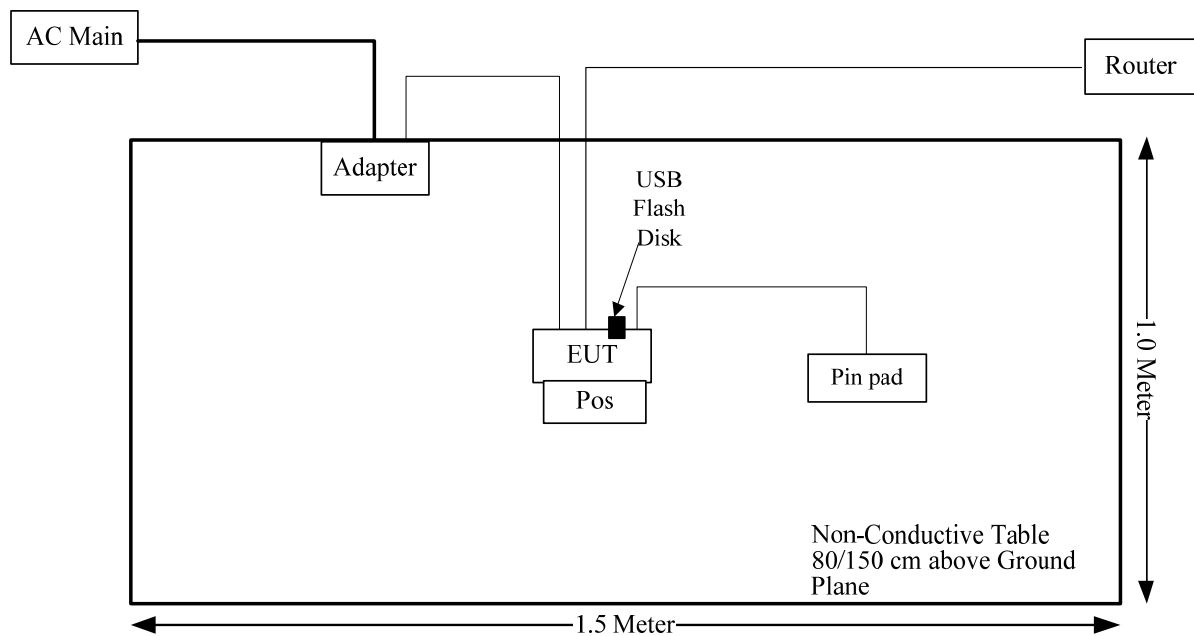 AC Main
Router
Adapter
USB
Flash
Disk
EUT
Pos
Pin pad
1.0 Meter
Non-Conductive Table
80/150 cm above Ground
Plane
1.5 Meter